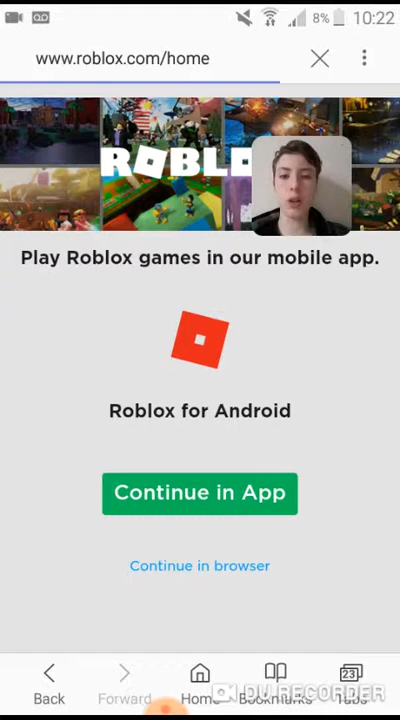 8% 10:22
www.roblox.com/home
ROBLO
Play Roblox games in our mobile app.
Roblox for Android
Continue in App
Continue in browser
Back Forward Home Bookmarks Tabs
23
DU RECORDER